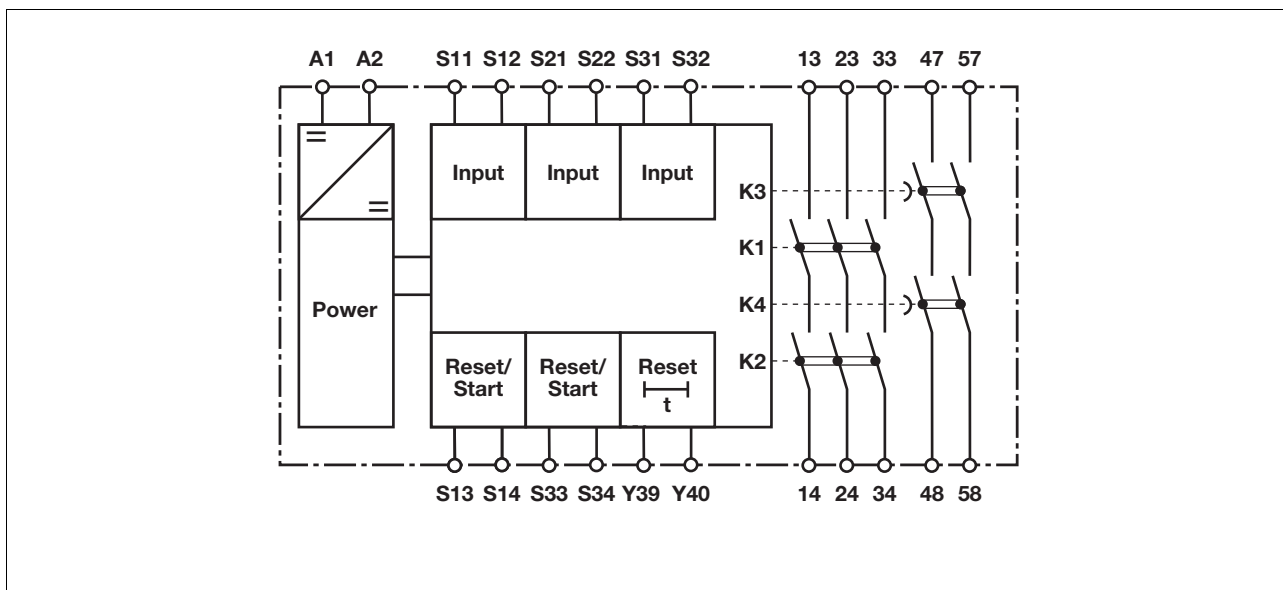 A1 A2 S11 S12 S21 S22 S31 S32 13 23 33 47 57
Input Input Input
K3
K1
K4
Power
K2
Reset/
Start
Reset/
Start
Reset
t
S13 S14 S33 S34 Y39 Y40 14 24 34 48 58